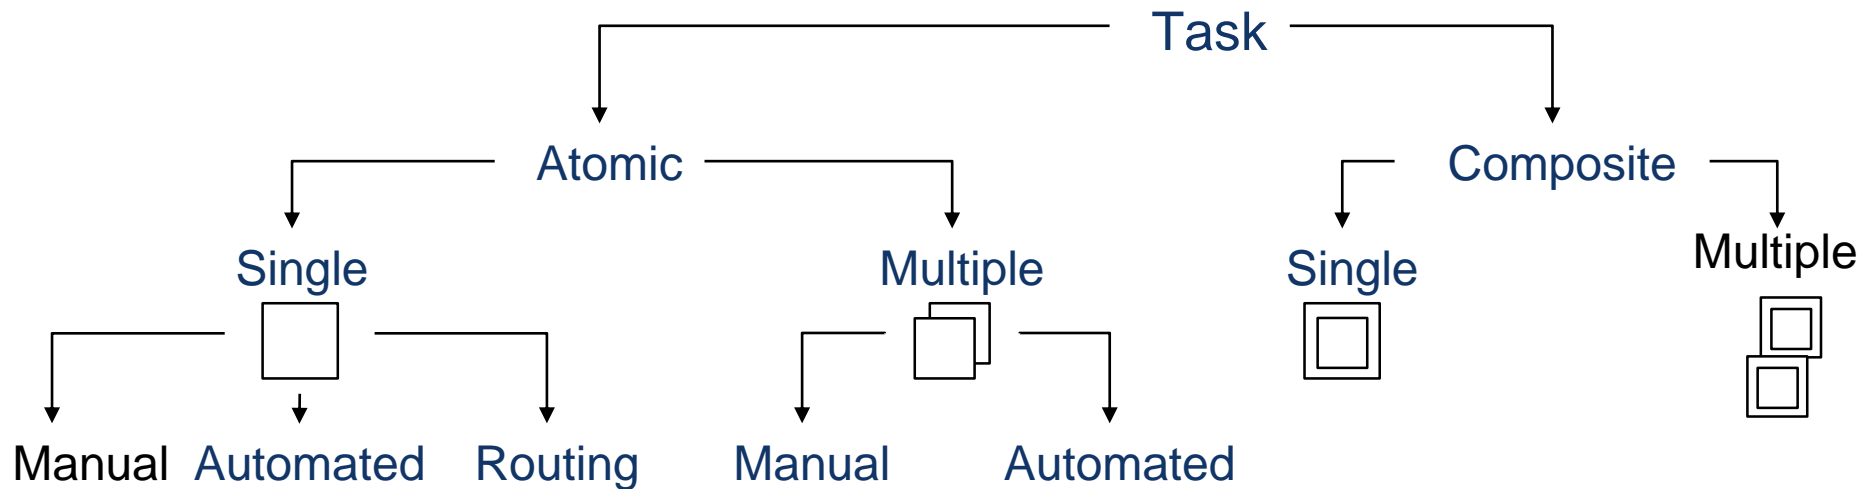 Task
Atomic
Composite
Single
Multiple
Single
Multiple
Manual
Automated
Routing
Manual
Automated